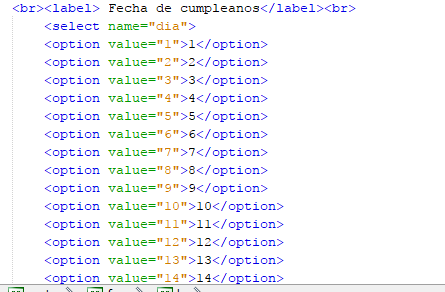 <br><label> Fecha de cumpleanos</label><br>
<select name="dia">
<option value="1">1</option>
<option value="2">2</option>
<option value="3">3</option>
<option value="4">4</option>
<option value="5">5</option>
<option value="6">6</option>
<option value="7">7</option>
<option value="8">8</option>
<option value="9">9</option>
<option value="10">10</option>
<option value="11">11</option>
<option value="12">12</option>
<option value="13">13</option>
<option value="14">14</option>